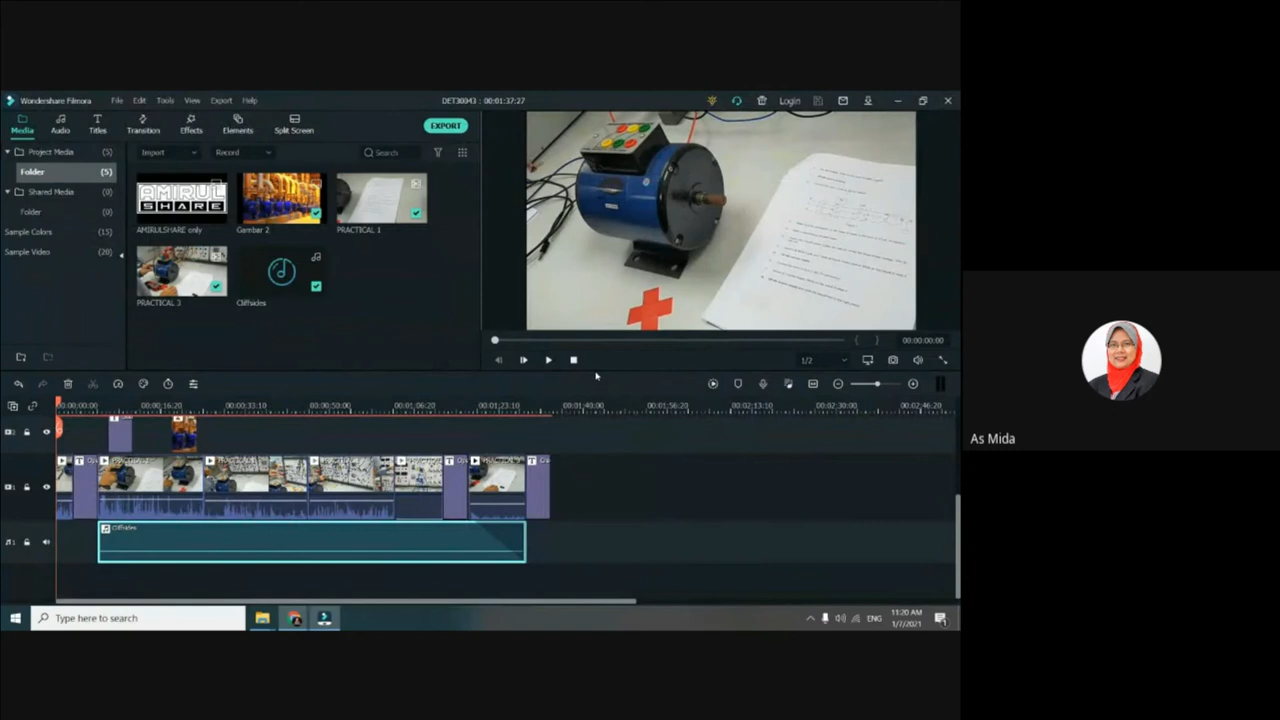 Wondershare Filmora File Edit Tools View Export Help DET30043 : 00:01:37:27 Login
Media Audio Titles Transition Effects Elements Split Screen EXPORT
Project Media (5) Import Record Search
Folder (5)
Shared Media (0)
Folder (0)
Sample Colors (15)
Sample Video (20)
AMIRUL
SHARE
AMIRULSHARE only Gambar 2 PRACTICAL 1
PRACTICAL 3 Cliffsides
00:00:00:00
1/2
00:00:00:00 00:00:16:20 00:00:33:10 00:00:50:00 00:01:06:20 00:01:23:10 00:01:40:00 00:01:56:20 00:02:13:10 00:02:30:00 00:02:46:20
Cliffsides
As Mida
Type here to search ENG 11:20 AM
1/7/2021